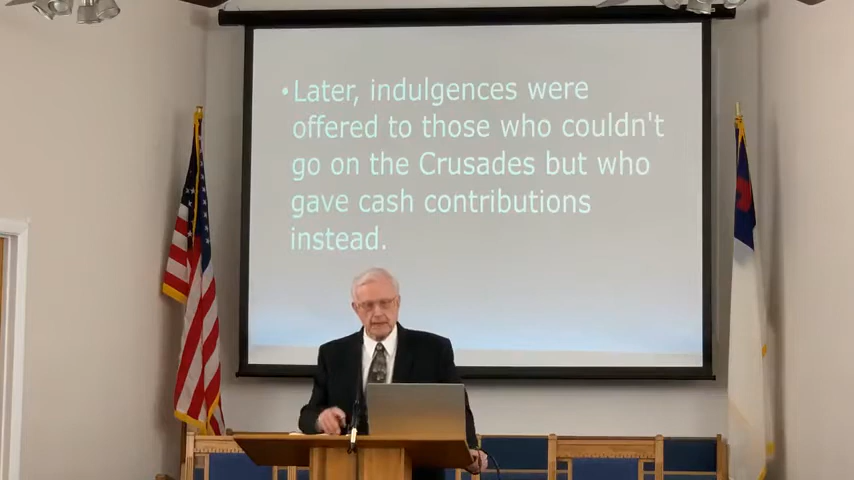 •Later, indulgences were
offered to those who couldn't
go on the Crusades but who
gave cash contributions
instead.